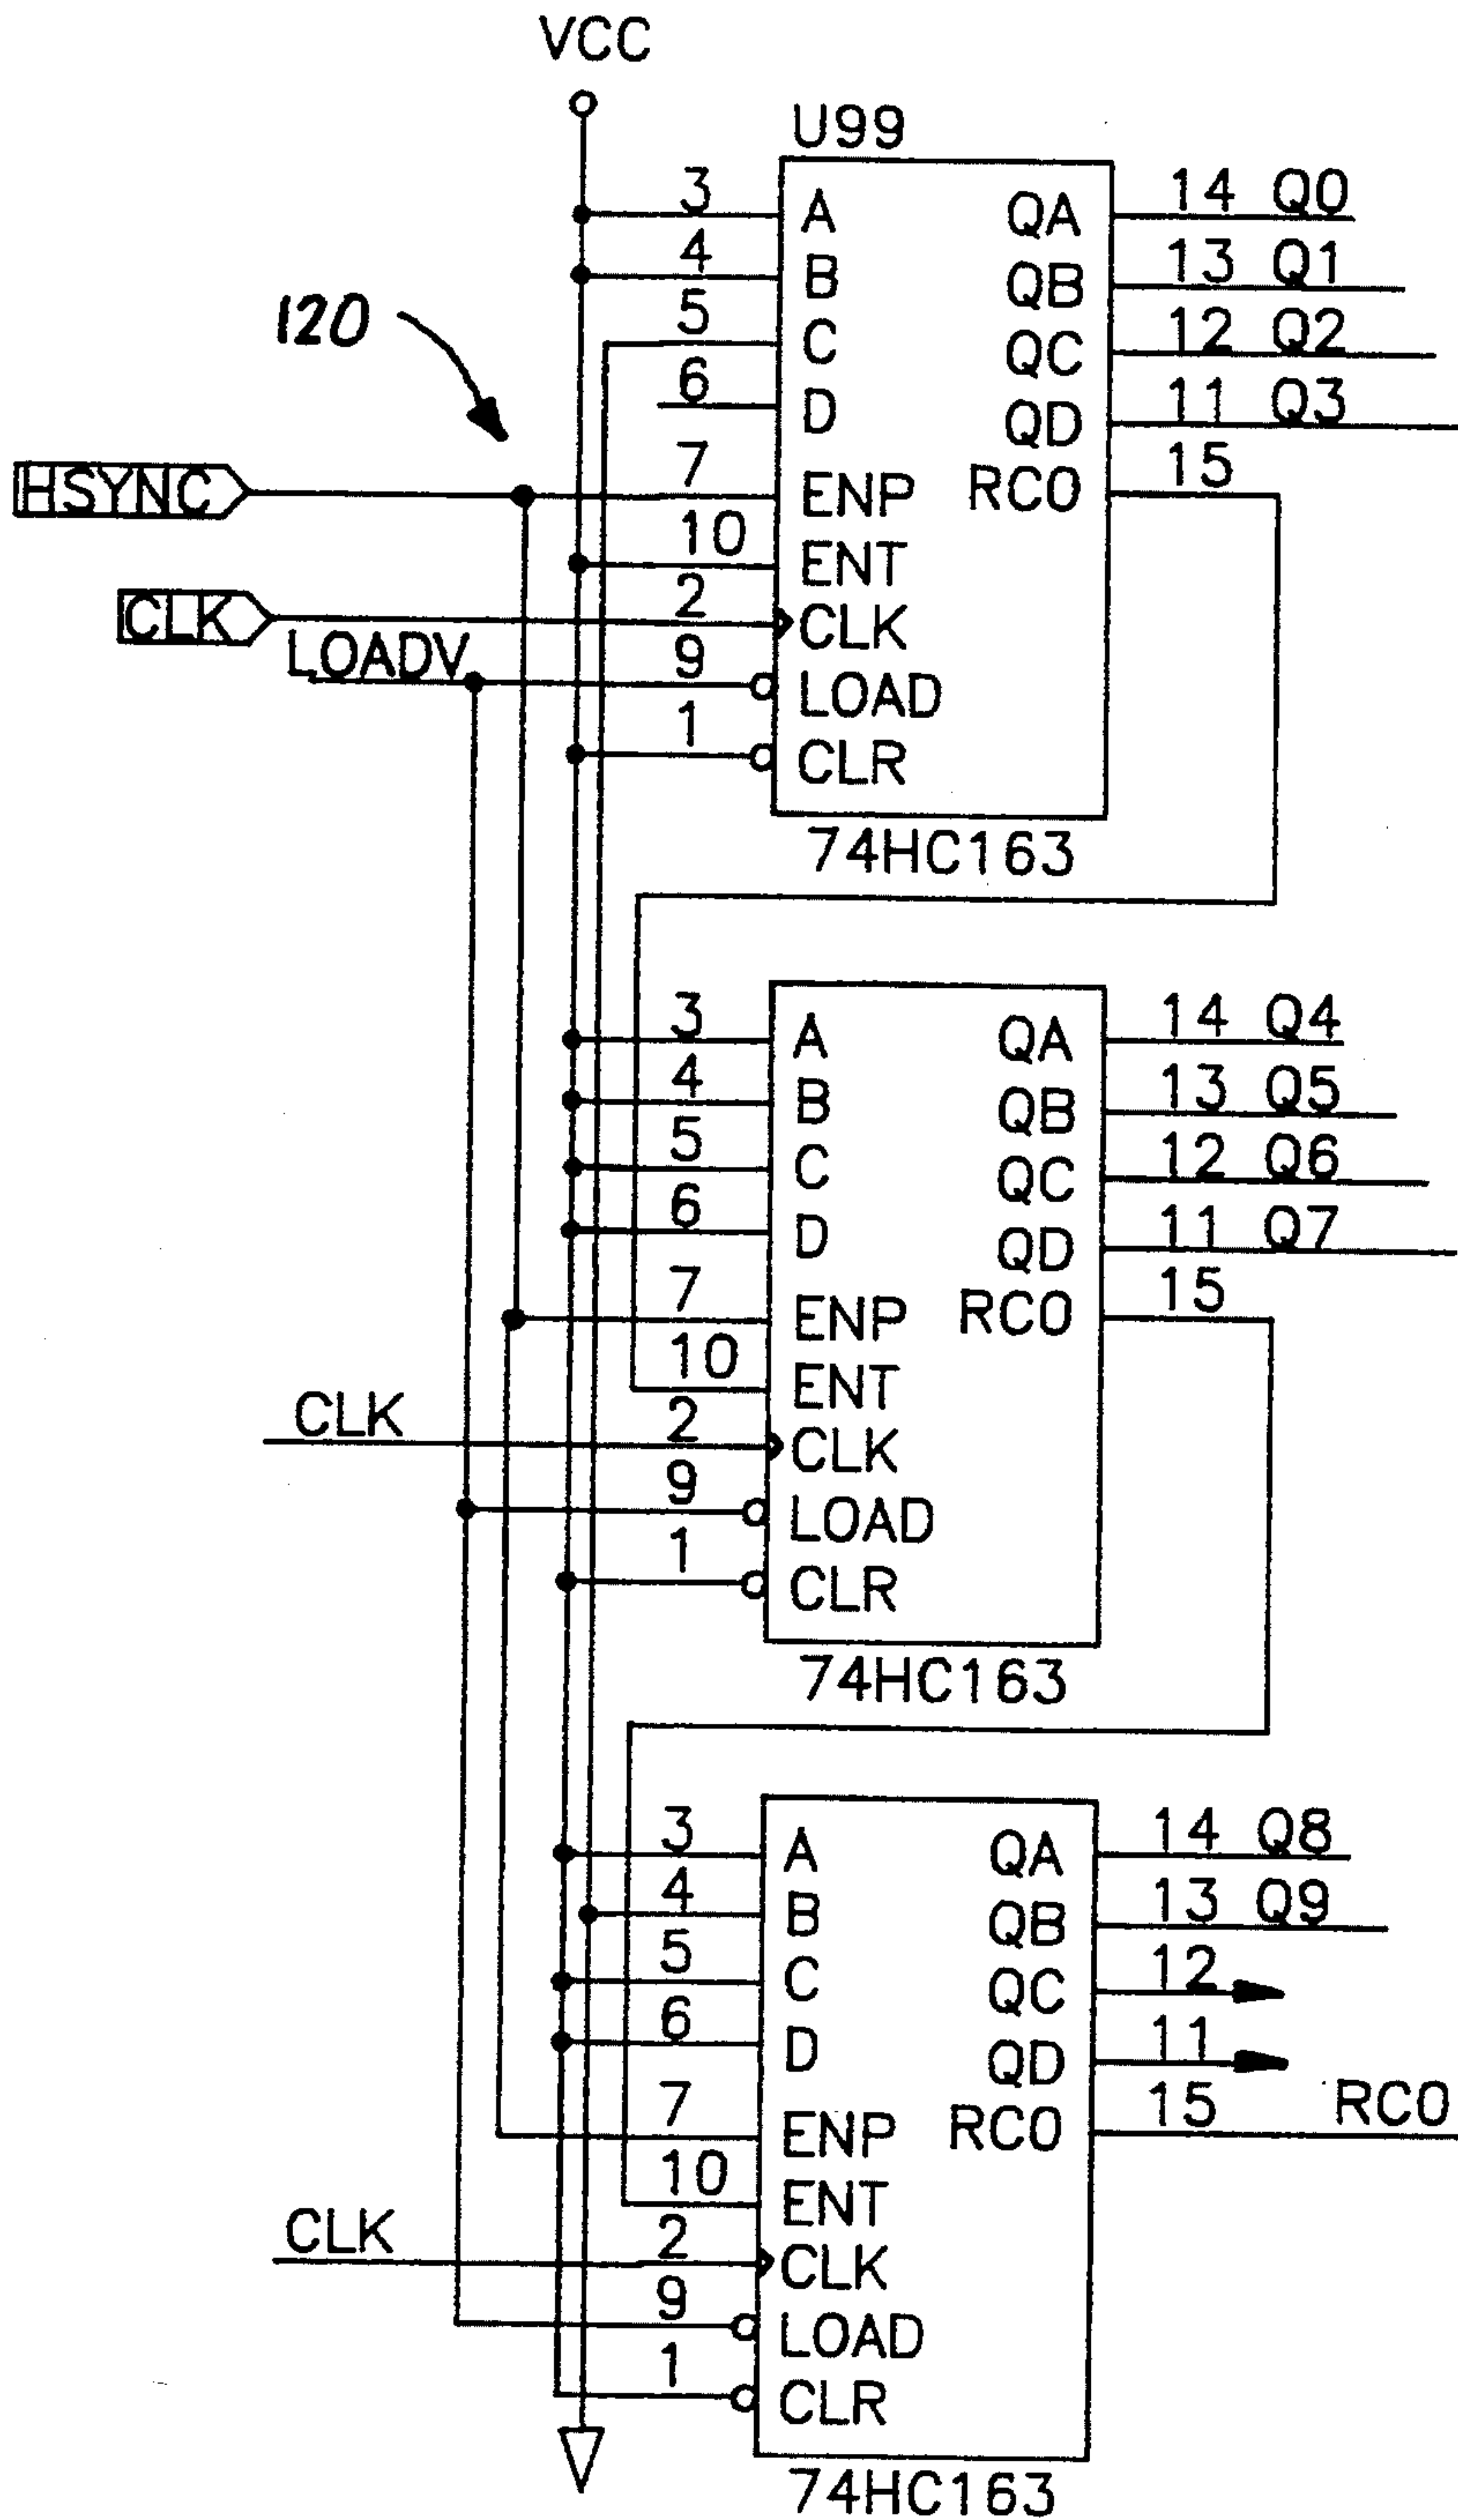 VCC
U99
3 A QA 14 Q0
4 B QB 13 Q1
120
5 C QC 12 Q2
6 D QD 11 Q3
HSYNC 7 ENP RCO 15
10 ENT
CLK 2 CLK
LOADV 9 LOAD
1 CLR
74HC163
3 A QA 14 Q4
4 B QB 13 Q5
5 C QC 12 Q6
6 D QD 11 Q7
7 ENP RCO 15
10 ENT
CLK 2 CLK
9 LOAD
1 CLR
74HC163
3 A QA 14 Q8
4 B QB 13 Q9
5 C QC 12
6 D QD 11
7 ENP RCO 15 RCO
10 ENT
CLK 2 CLK
9 LOAD
1 CLR
74HC163